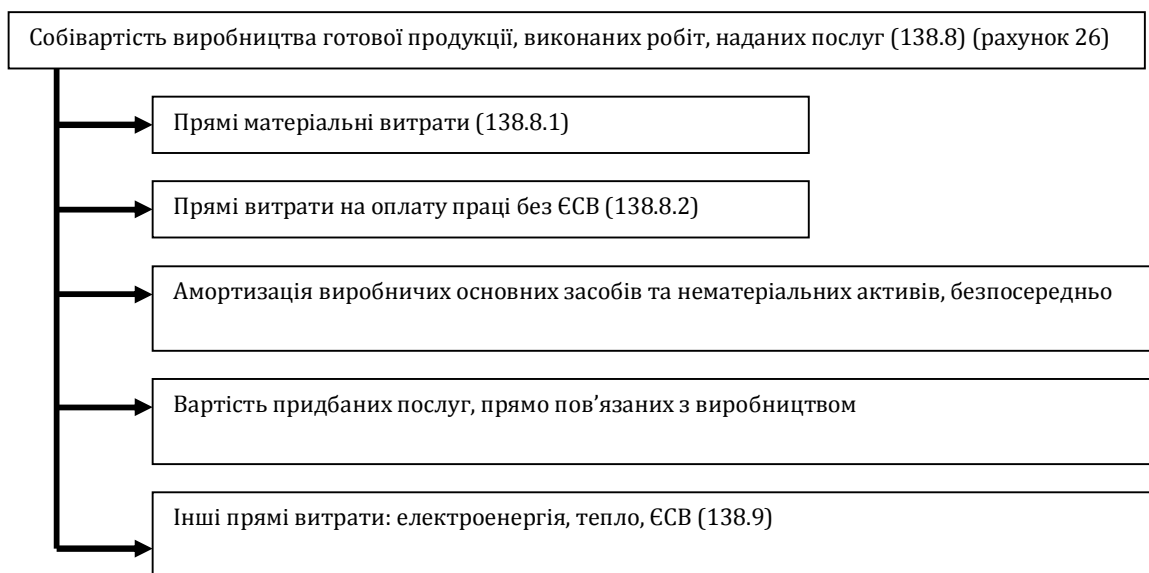 Собівартість виробництва готової продукції, виконаних робіт, наданих послуг (138.8) (рахунок 26)
Прямі матеріальні витрати (138.8.1)
Прямі витрати на оплату праці без ЄСВ (138.8.2)
Амортизація виробничих основних засобів та нематеріальних активів, безпосередньо
Вартість придбаних послуг, прямо пов’язаних з виробництвом
Інші прямі витрати: електроенергія, тепло, ЄСВ (138.9)